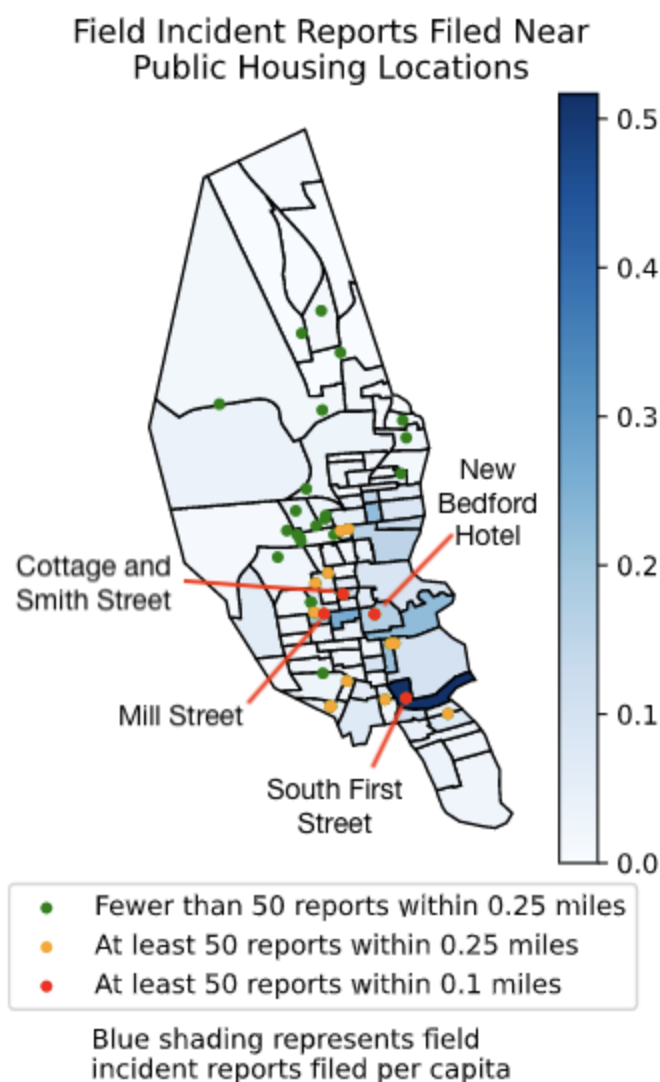 Field Incident Reports Filed Near
Public Housing Locations
0.5
0.4
0.3
New
Bedford
Hotel
0.2
Cottage and
Smith Street
Mill Street
0.1
South First
Street
0.0
Fewer than 50 reports within 0.25 miles
At least 50 reports within 0.25 miles
At least 50 reports within 0.1 miles
Blue shading represents field
incident reports filed per capita